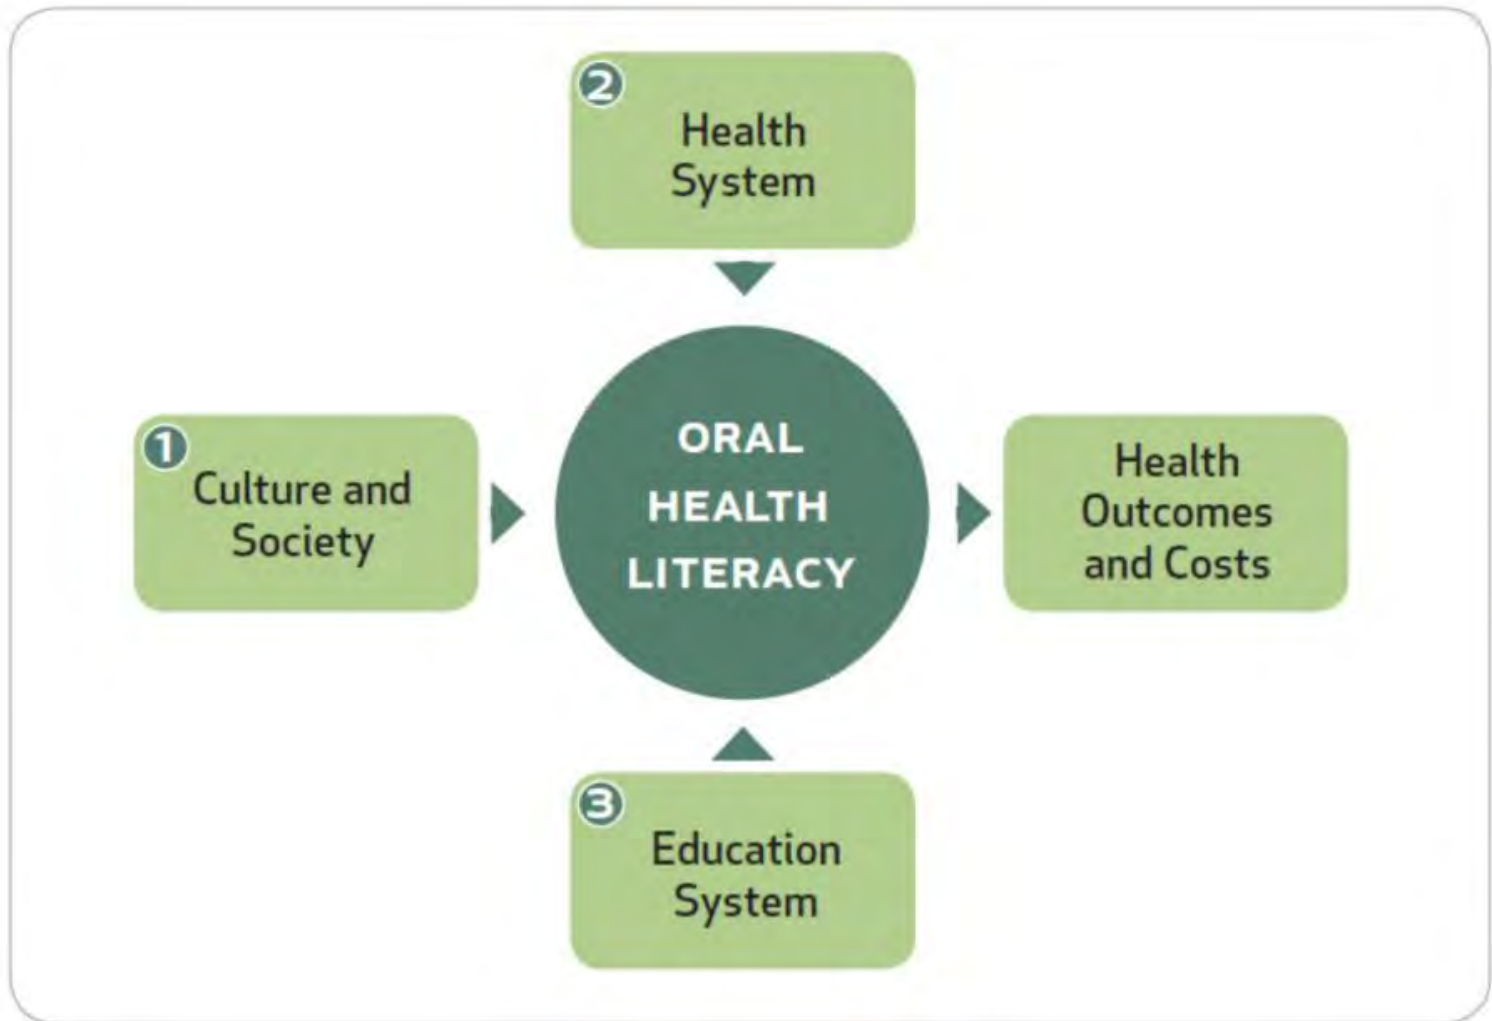 2
Health
System
1
Culture and
Society
ORAL
HEALTH
LITERACY
Health
Outcomes
and Costs
3
Education
System